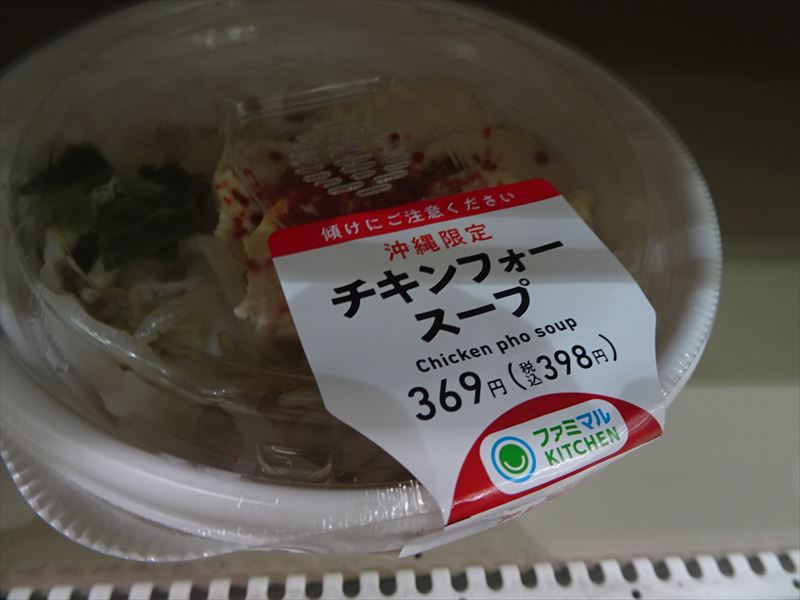 傾けにご注意ください
沖縄限定
チキンフォー
スープ
Chicken pho soup
369円(税込398円)
ファミマル
KITCHEN